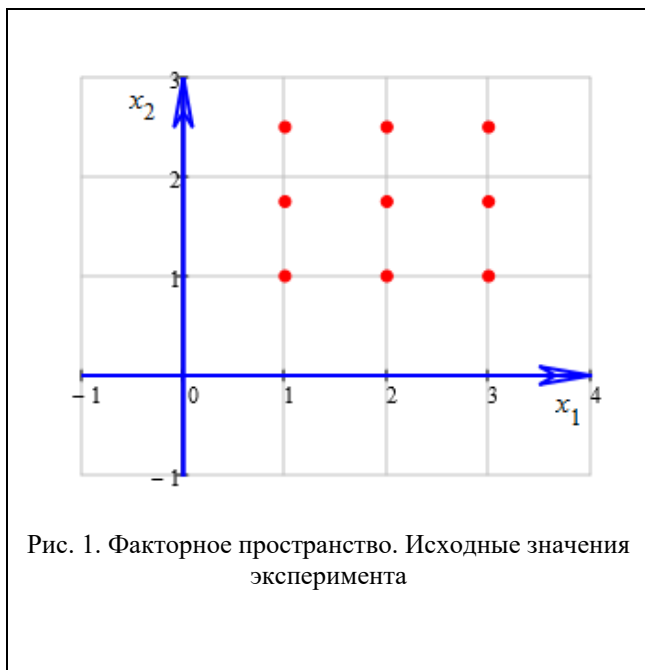 3
x2
2
1
– 1
0
1
2
3
4
x1
– 1
Рис. 1. Факторное пространство. Исходные значения
эксперимента